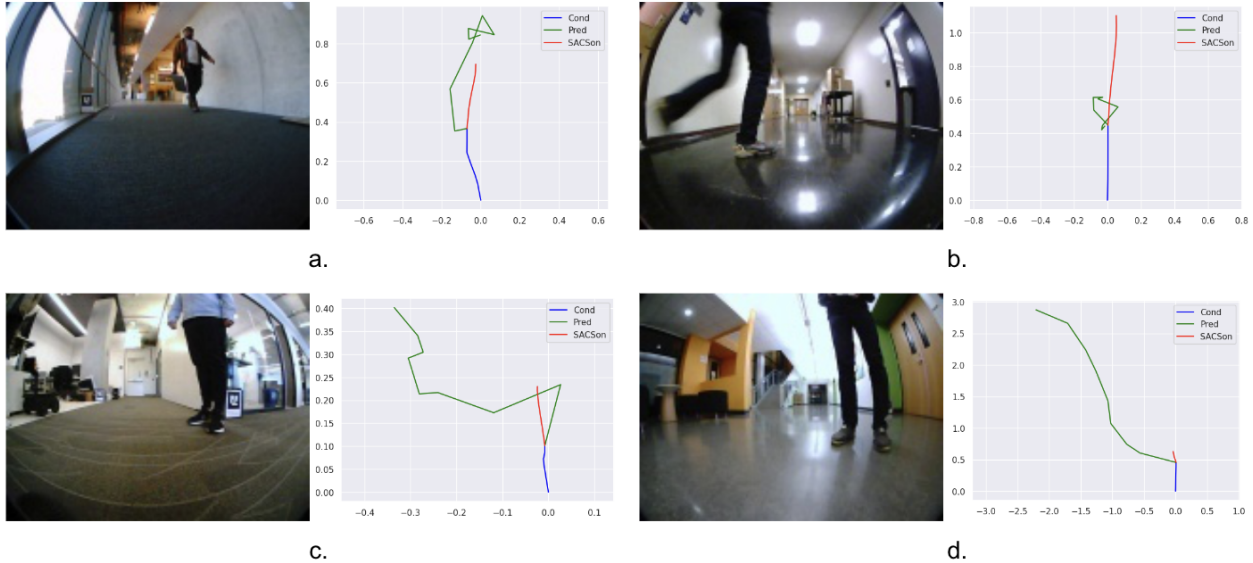 Cond
Pred
SACSon
0.8
0.6
0.4
0.2
0.0
−0.6 −0.4 −0.2 0.0 0.2 0.4 0.6
a.
Cond
Pred
SACSon
1.0
0.8
0.6
0.4
0.2
0.0
−0.8 −0.6 −0.4 −0.2 0.0 0.2 0.4 0.6 0.8
b.
Cond
Pred
SACSon
0.40
0.35
0.30
0.25
0.20
0.15
0.10
0.05
0.00
−0.4 −0.3 −0.2 −0.1 0.0 0.1
c.
Cond
Pred
SACSon
3.0
2.5
2.0
1.5
1.0
0.5
0.0
−3.0 −2.5 −2.0 −1.5 −1.0 −0.5 0.0 0.5 1.0
d.